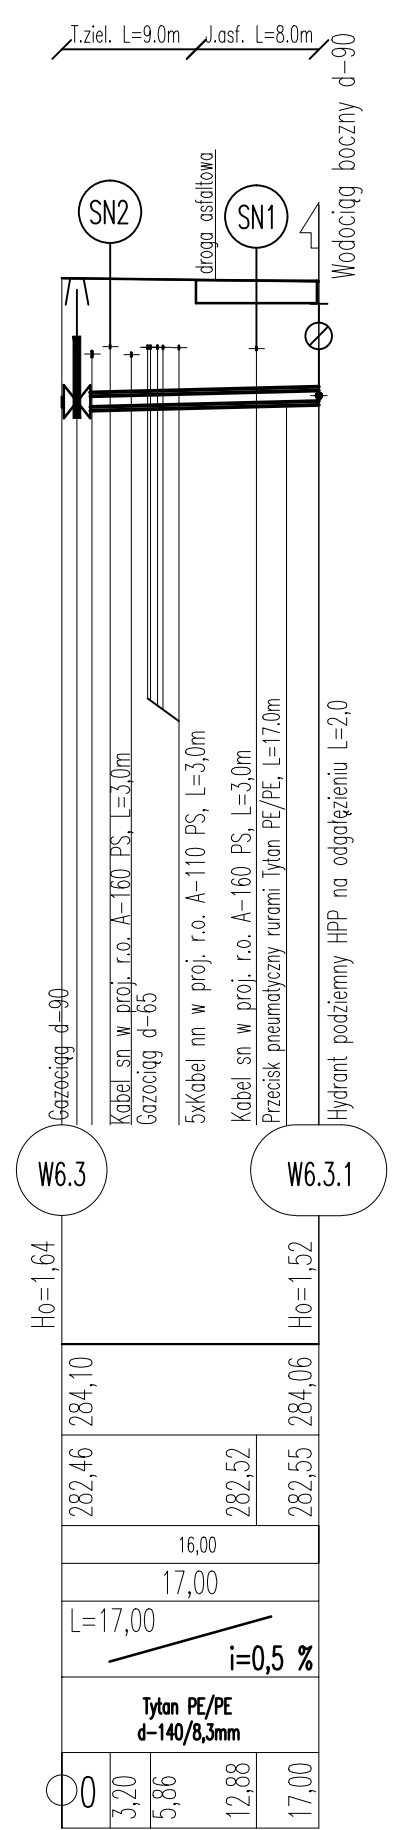 T.ziel. L=9.0m
J.asf. L=8.0m
Wodociąg boczny d-90
droga asfaltowa
SN2
SN1
Gazociąg d-90
Kabel sn w proj. r.o. A-160 PS, L=3,0m
Gazociąg d-65
5xKabel nn w proj. r.o. A-110 PS, L=3,0m
Kabel sn w proj. r.o. A-160 PS, L=3,0m
Przecisk pneumatyczny rurami Tytan PE/PE, L=17.0m
Hydrant podziemny HPP na odgałęzieniu L=2,0
W6.3
W6.3.1
Ho=1,64
Ho=1,52
284,10
284,06
282,46
282,52
282,55
16,00
17,00
L=17,00
i=0,5 %
Tytan PE/PE
d-140/8,3mm
0
3,20
5,86
12,88
17,00